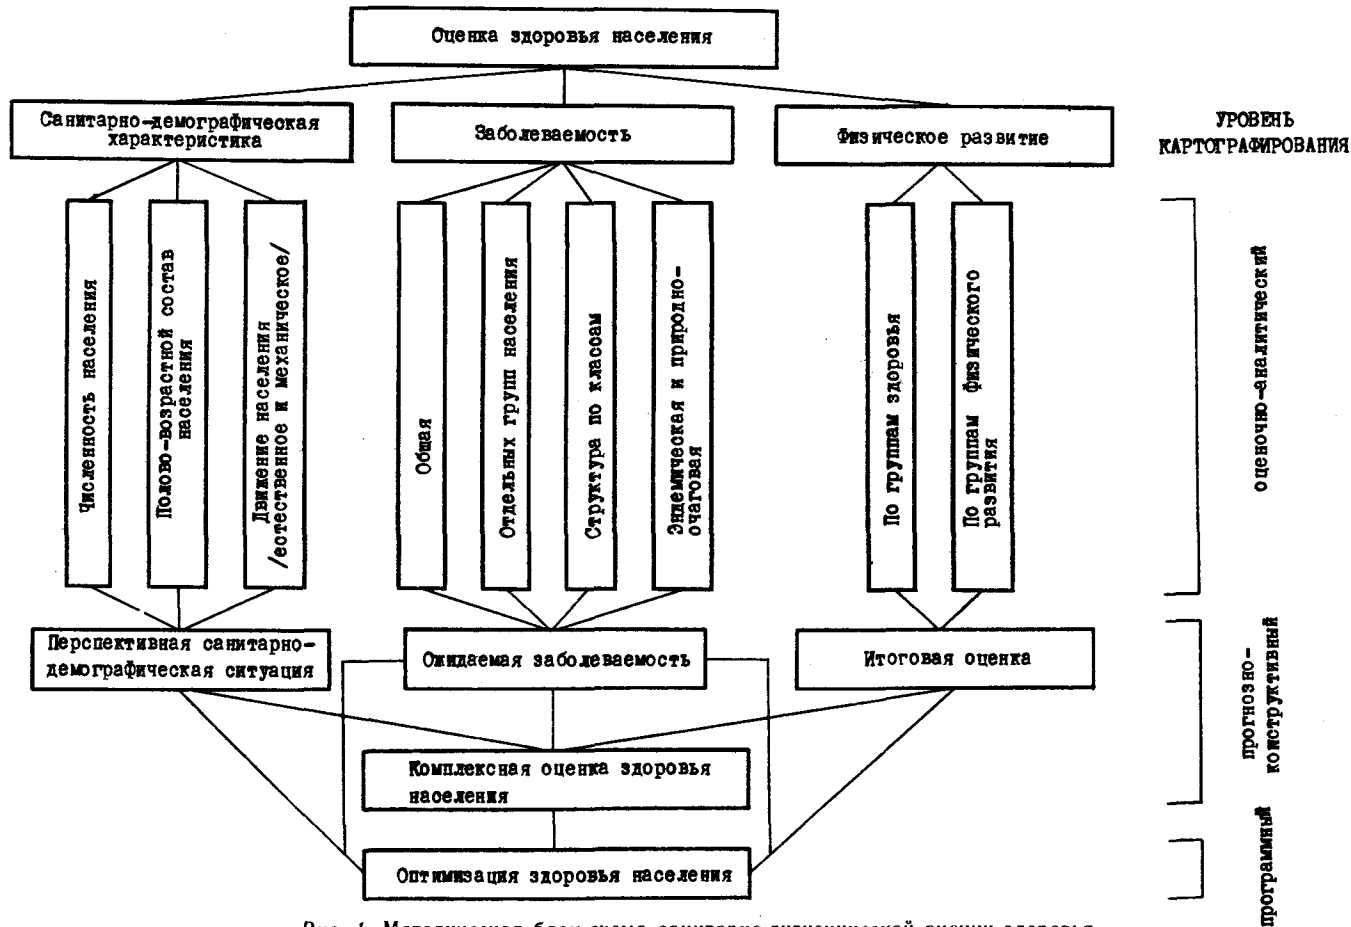 Оценка здоровья населения
Санитарно-демографическая
характеристика
Заболеваемость
Физическое развитие
УРОВЕНЬ
КАРТОГРАФИРОВАНИЯ
Численность населения
Полово-возрастной состав
населения
Движение населения
/естественное и механическое/
Общая
Отдельных групп населения
Структура по классам
Эндемическая и природно-
очаговая
По группам здоровья
По группам физического
развития
оценочно-аналитический
Перспективная санитарно-
демографическая ситуация
Ожидаемая заболеваемость
Итоговая оценка
прогнозно-
конструктивный
Комплексная оценка здоровья
населения
Оптимизация здоровья населения
программный